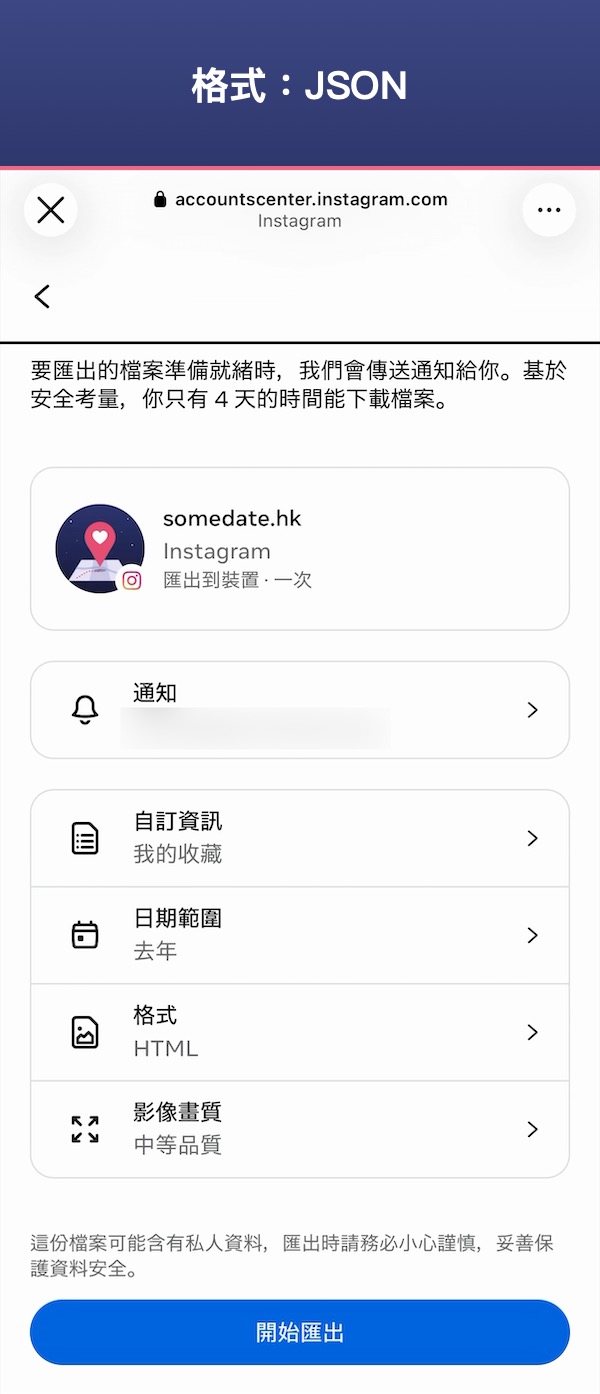 格式：JSON
accountscenter.instagram.com
Instagram
要匯出的檔案準備就緒時，我們會傳送通知給你。基於
安全考量，你只有 4 天的時間能下載檔案。
somedate.hk
Instagram
匯出到裝置 · 一次
通知
自訂資訊
我的收藏
日期範圍
去年
格式
HTML
影像畫質
中等品質
這份檔案可能含有私人資料，匯出時請務必小心謹慎，妥善保
護資料安全。
開始匯出